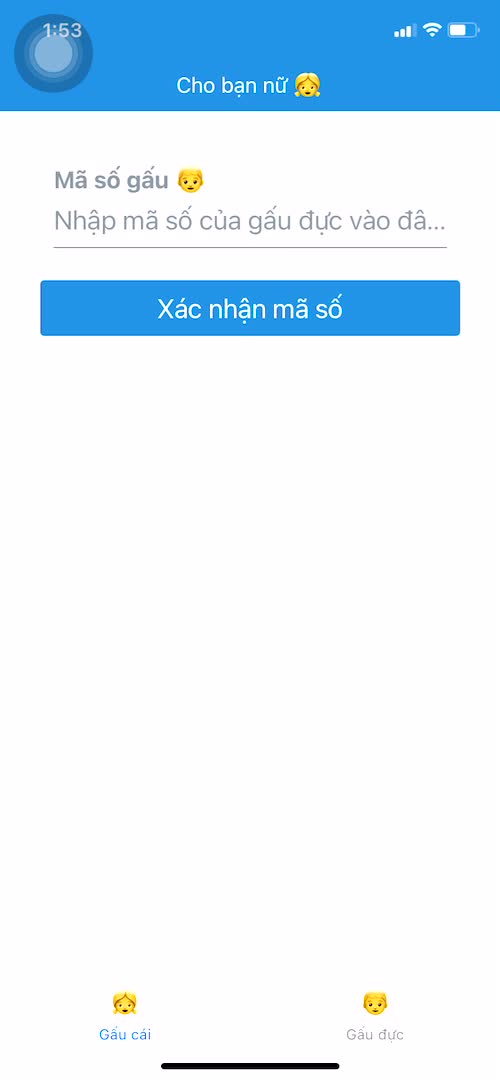 1:53
Cho bạn nữ 👧
Mã số gấu 👦
Nhập mã số của gấu đực vào đâ...
Xác nhận mã số
Gấu cái
Gấu đực